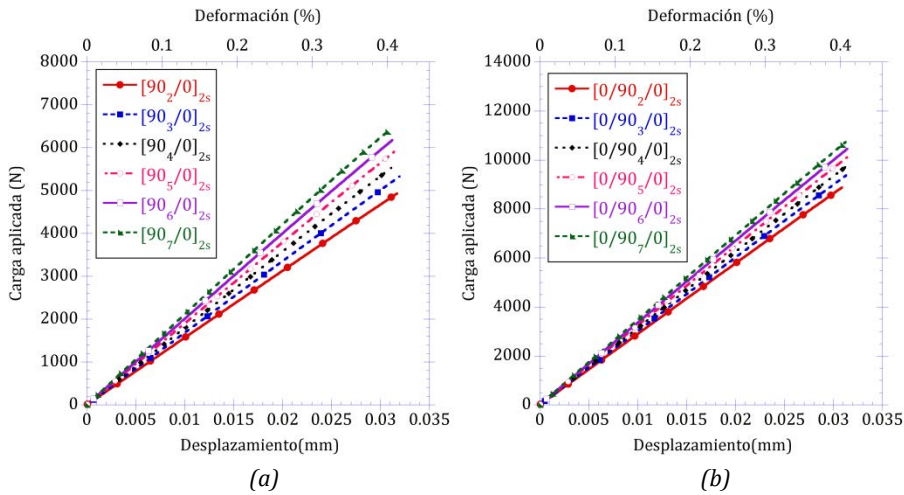 Deformación (%)
0 0.1 0.2 0.3 0.4
8000
7000
6000
5000
4000
3000
2000
1000
0
Carga aplicada (N)
[90₂/0]₂ₛ
[90₃/0]₂ₛ
[90₄/0]₂ₛ
[90₅/0]₂ₛ
[90₆/0]₂ₛ
[90₇/0]₂ₛ
0 0.005 0.01 0.015 0.02 0.025 0.03 0.035
Desplazamiento(mm)
(a)
Deformación (%)
0 0.1 0.2 0.3 0.4
14000
12000
10000
8000
6000
4000
2000
0
Carga aplicada (N)
[0/90₂/0]₂ₛ
[0/90₃/0]₂ₛ
[0/90₄/0]₂ₛ
[0/90₅/0]₂ₛ
[0/90₆/0]₂ₛ
[0/90₇/0]₂ₛ
0 0.005 0.01 0.015 0.02 0.025 0.03 0.035
Desplazamiento(mm)
(b)